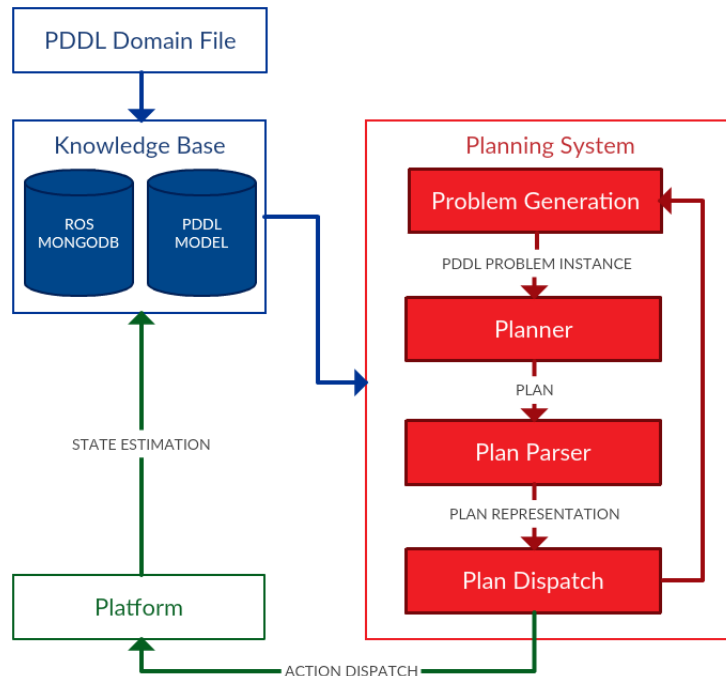 PDDL Domain File
Knowledge Base
ROS
MONGODB
PDDL
MODEL
Planning System
Problem Generation
PDDL PROBLEM INSTANCE
Planner
PLAN
Plan Parser
PLAN REPRESENTATION
Plan Dispatch
STATE ESTIMATION
Platform
ACTION DISPATCH